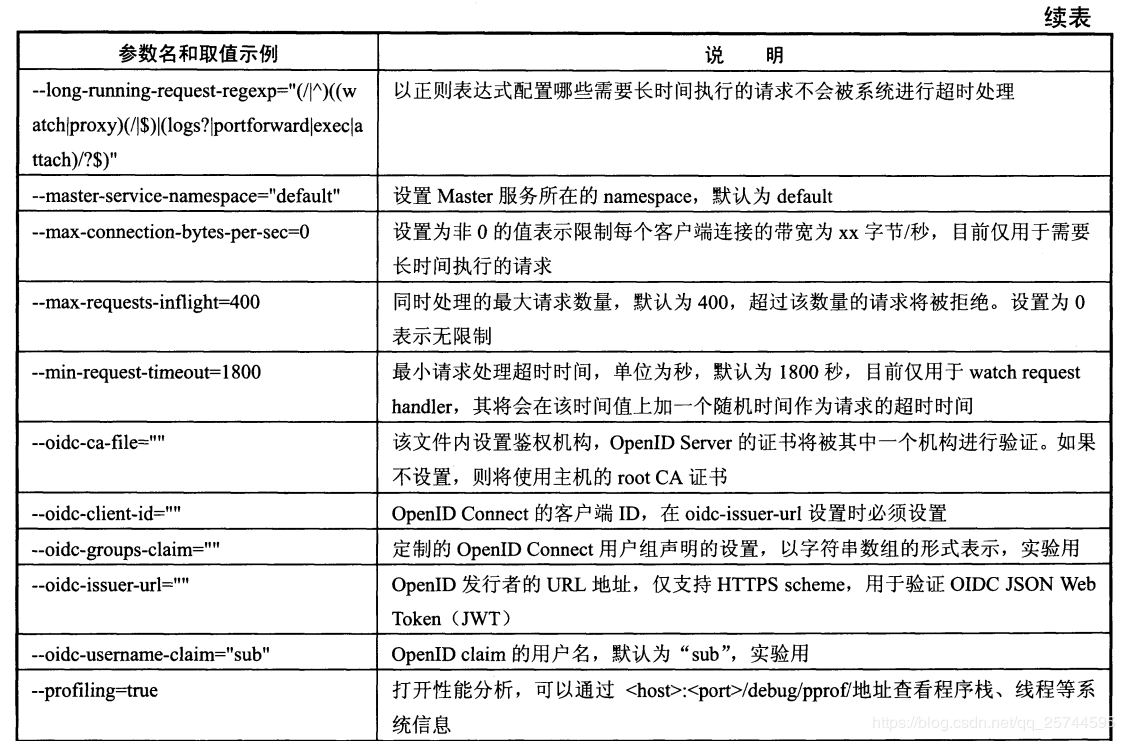 续表
参数名和取值示例
说 明
--long-running-request-regexp="(/|^)((w
atch|proxy)(/|$)|(logs?|portforward|exec|a
ttach)/?$)"
以正则表达式配置哪些需要长时间执行的请求不会被系统进行超时处理
--master-service-namespace="default"
设置 Master 服务所在的 namespace，默认为 default
--max-connection-bytes-per-sec=0
设置为非 0 的值表示限制每个客户端连接的带宽为 xx 字节/秒，目前仅用于需要
长时间执行的请求
--max-requests-inflight=400
同时处理的最大请求数量，默认为 400，超过该数量的请求将被拒绝。设置为 0
表示无限制
--min-request-timeout=1800
最小请求处理超时时间，单位为秒，默认为 1800 秒，目前仅用于 watch request
handler，其将会在该时间值上加一个随机时间作为请求的超时时间
--oidc-ca-file=""
该文件内设置鉴权机构，OpenID Server 的证书将被其中一个机构进行验证。如果
不设置，则将使用主机的 root CA 证书
--oidc-client-id=""
OpenID Connect 的客户端 ID，在 oidc-issuer-url 设置时必须设置
--oidc-groups-claim=""
定制的 OpenID Connect 用户组声明的设置，以字符串数组的形式表示，实验用
--oidc-issuer-url=""
OpenID 发行者的 URL 地址，仅支持 HTTPS scheme，用于验证 OIDC JSON Web
Token（JWT）
--oidc-username-claim="sub"
OpenID claim 的用户名，默认为“sub”，实验用
--profiling=true
打开性能分析，可以通过 <host>:<port>/debug/pprof/地址查看程序栈、线程等系
统信息
https://blog.csdn.net/qq_25744595